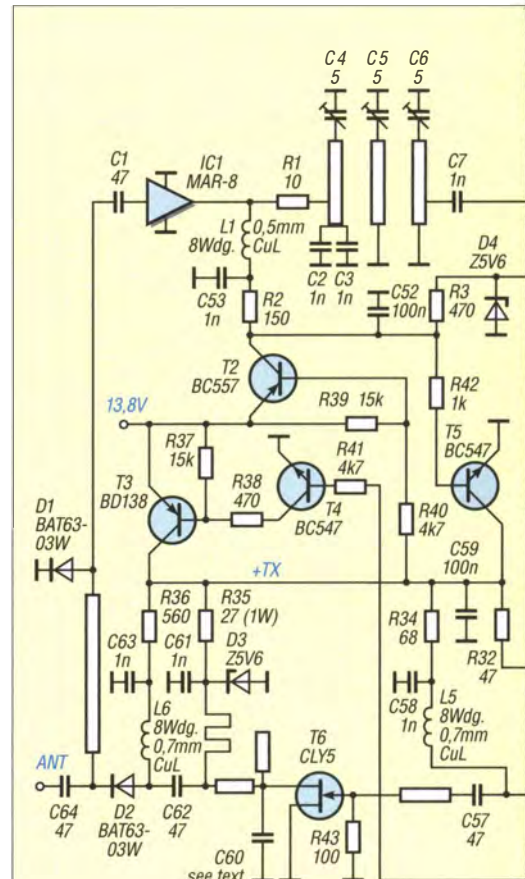 C4
5
C5
5
C6
5
C1
47
IC1
MAR-8
R1
10
C7
1n
L1
8Wdg.
0,5mm
CuL
C2
1n
C3
1n
D4
Z5V6
C53
1n
R2
150
C52
100n
R3
470
T2
BC557
R39 15k
R42
1k
13,8V
R37
15k
R41
4k7
T5
BC547
T3
BD138
R38
470
T4
BC547
R40
4k7
D1
BAT63-
03W
C59
100n
+TX
R36
560
R35
27 (1W)
R34
68
C63
1n
C61
1n
D3
Z5V6
R32
47
C58
1n
L5
8Wdg.
0,7mm
CuL
L6
8Wdg.
0,7mm
CuL
T6
CLY5
ANT
C64
47
D2
BAT63-
03W
C62
47
R43
100
C57
47
C60
see text